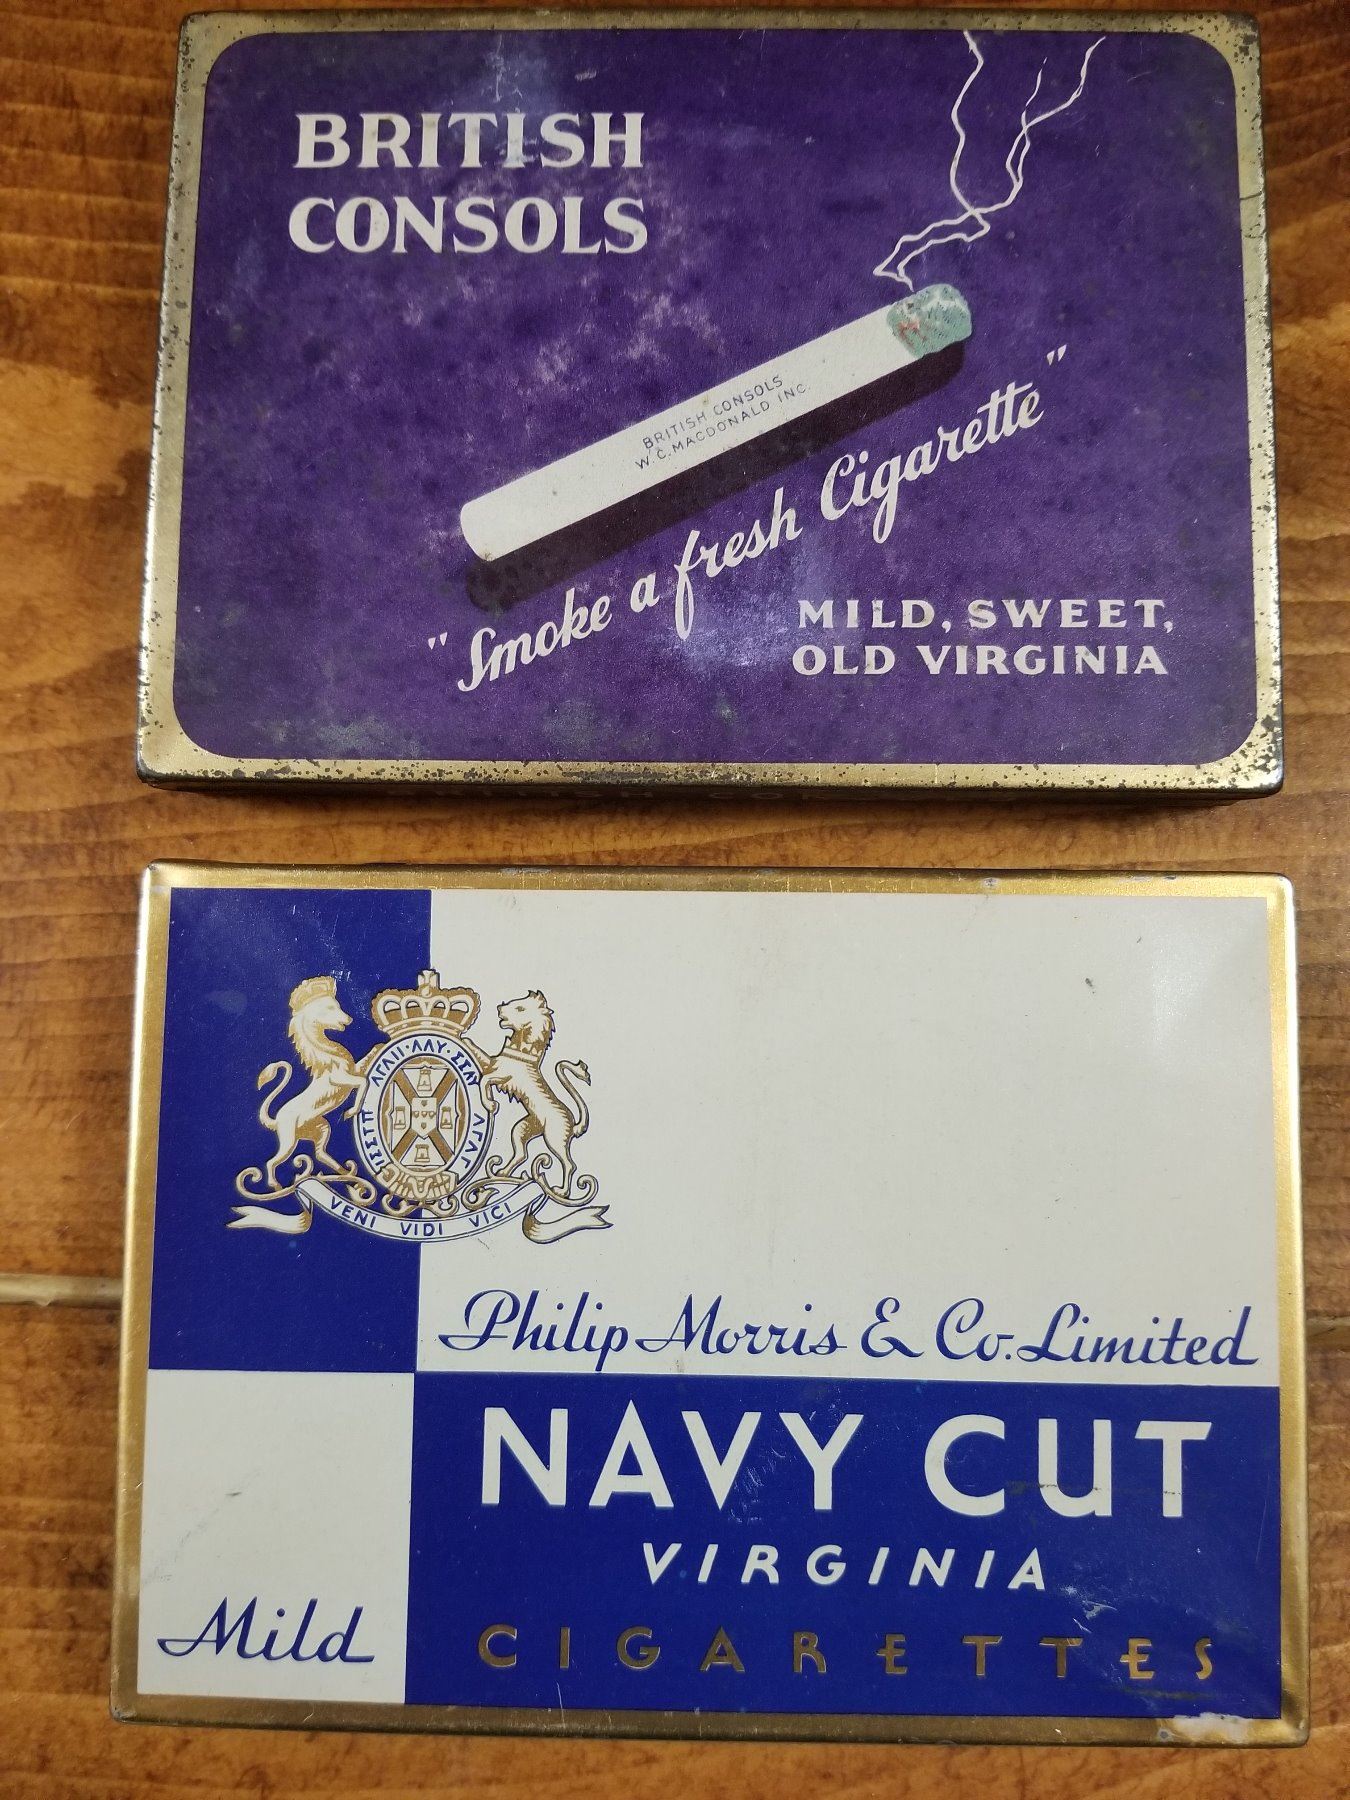 BRITISH
CONSOLS
BRITISH CONSOLS
W.C. MACDONALD INC.
"Smoke a fresh Cigarette"
MILD, SWEET,
OLD VIRGINIA
VENI VIDI VICI
Philip Morris & Co. Limited
NAVY CUT
VIRGINIA
Mild
CIGARETTES